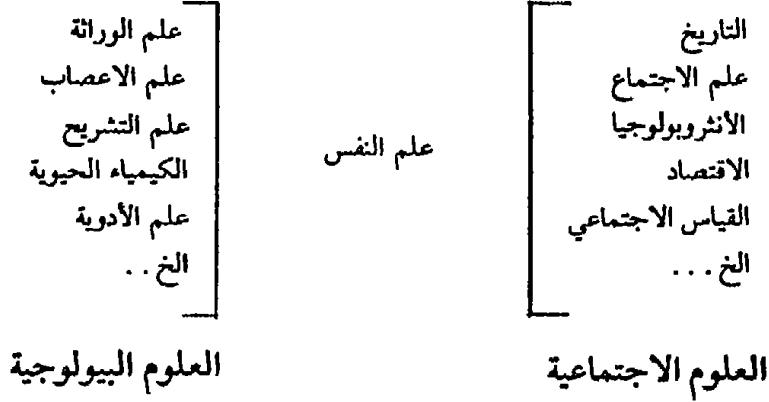 التاريخ
علم الاجتماع
الأنثروبولوجيا
الاقتصاد
القياس الاجتماعي
الخ . . .
العلوم الاجتماعية
علم النفس
علم الوراثة
علم الاعصاب
علم التشريح
الكيمياء الحيوية
علم الأدوية
الخ . .
العلوم البيولوجية